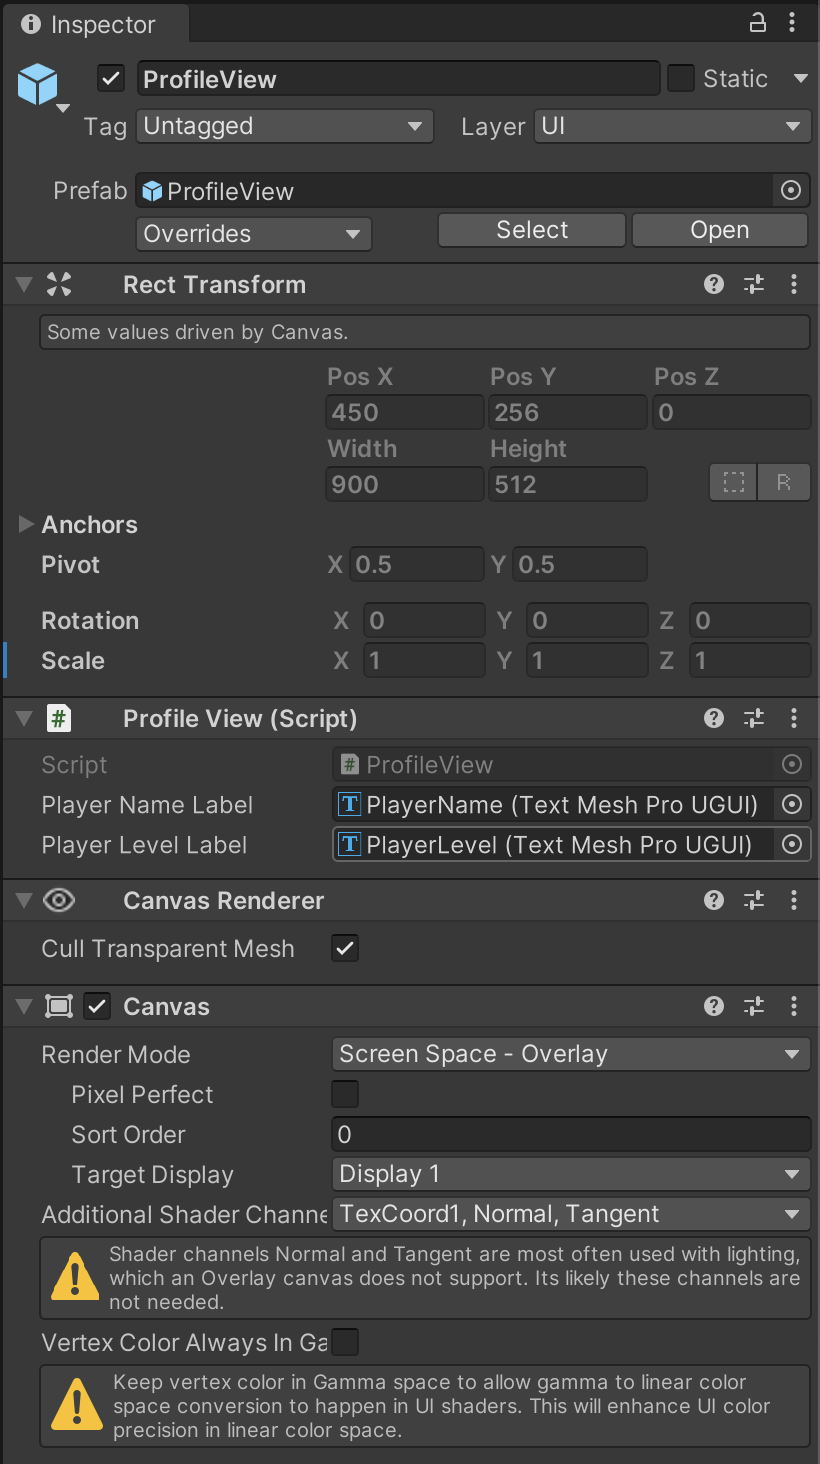 Inspector
ProfileView
Static
Tag Untagged Layer UI
Prefab ProfileView
Overrides Select Open
Rect Transform
Some values driven by Canvas.
Pos X Pos Y Pos Z
450 256 0
Width Height
900 512 R
Anchors
Pivot X 0.5 Y 0.5
Rotation X 0 Y 0 Z 0
Scale X 1 Y 1 Z 1
# Profile View (Script)
Script # ProfileView
Player Name Label T PlayerName (Text Mesh Pro UGUI)
Player Level Label T PlayerLevel (Text Mesh Pro UGUI)
Canvas Renderer
Cull Transparent Mesh
Canvas
Render Mode Screen Space - Overlay
Pixel Perfect
Sort Order 0
Target Display Display 1
Additional Shader Channe TexCoord1, Normal, Tangent
Shader channels Normal and Tangent are most often used with lighting,
which an Overlay canvas does not support. Its likely these channels are
not needed.
Vertex Color Always In Ga
Keep vertex color in Gamma space to allow gamma to linear color
space conversion to happen in UI shaders. This will enhance UI color
precision in linear color space.